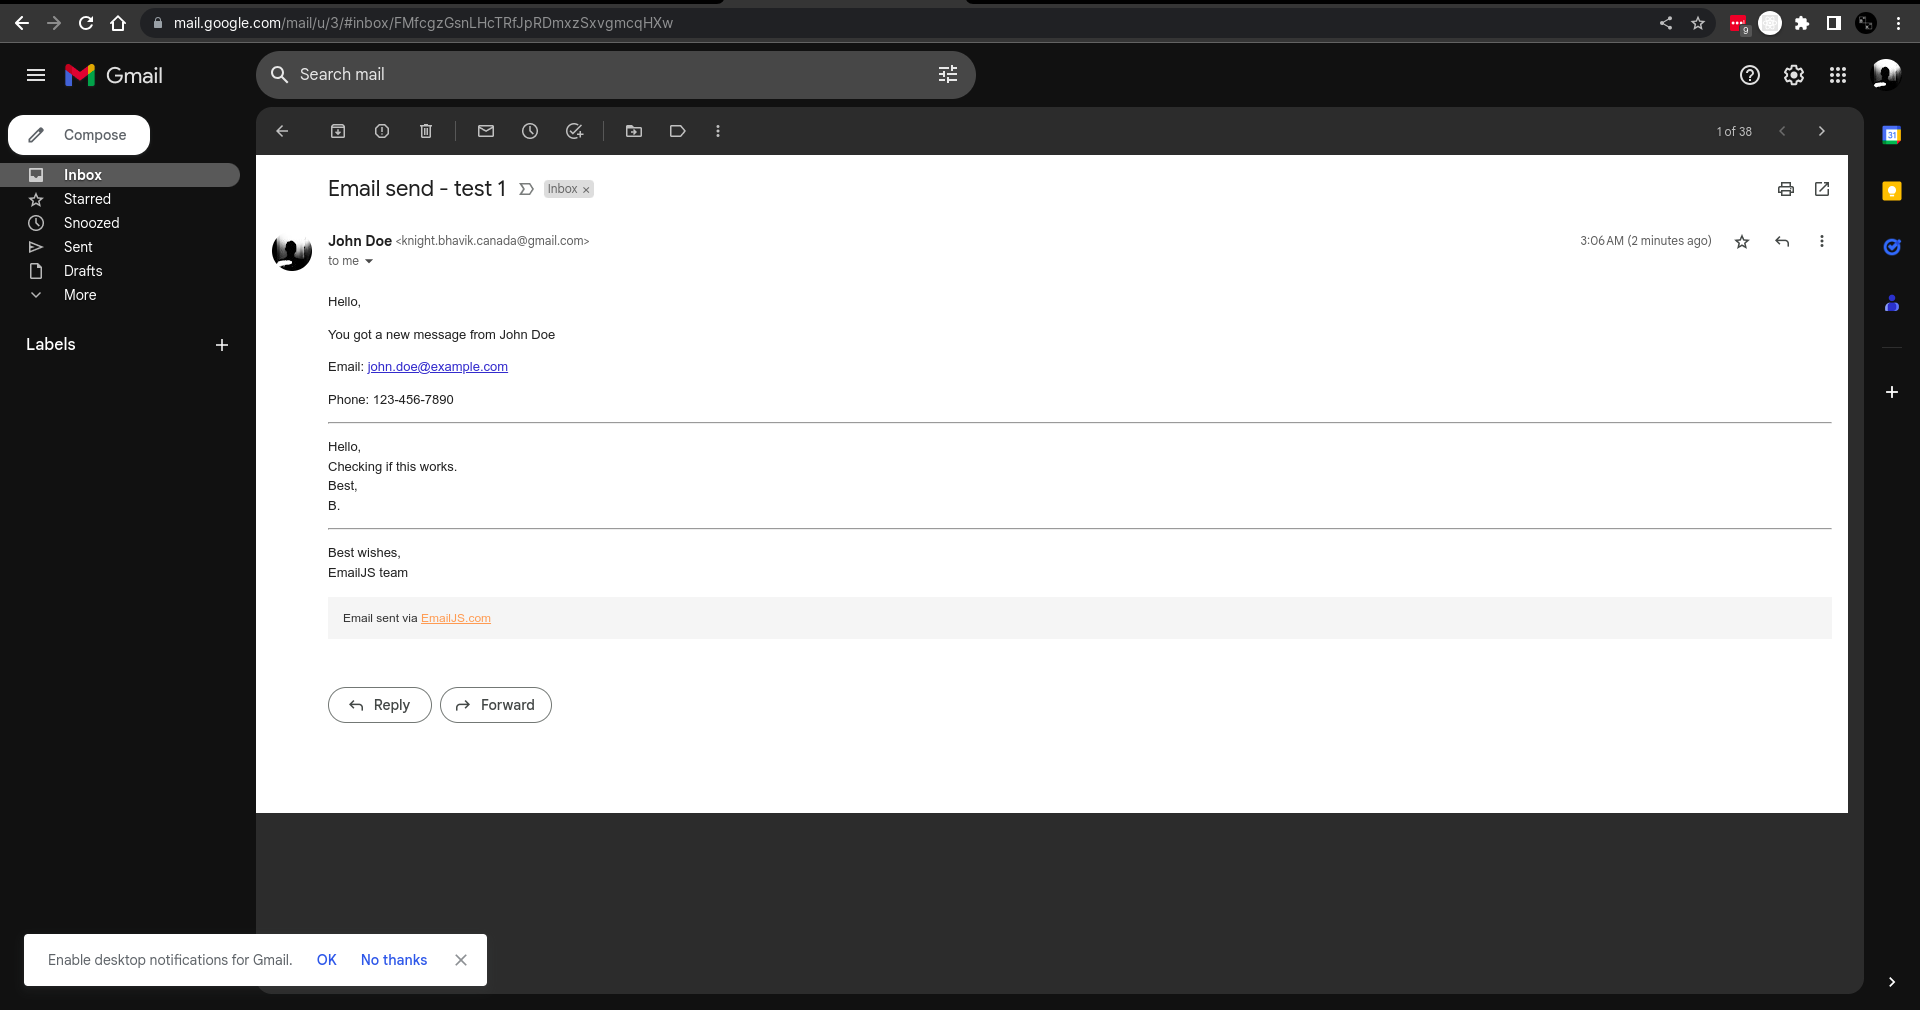 mail.google.com/mail/u/3/#inbox/FMfcgzGsnLHcTRfJpRDmxzSxvgmcqHXw
9
Gmail
Search mail
Compose
1 of 38
Inbox
Starred
Snoozed
Sent
Drafts
More
Labels
31
Email send - test 1 Inbox ×
John Doe <knight.bhavik.canada@gmail.com> 3:06 AM (2 minutes ago)
to me
Hello,
You got a new message from John Doe
Email: john.doe@example.com
Phone: 123-456-7890
Hello,
Checking if this works.
Best,
B.
Best wishes,
EmailJS team
Email sent via EmailJS.com
Reply Forward
Enable desktop notifications for Gmail. OK No thanks